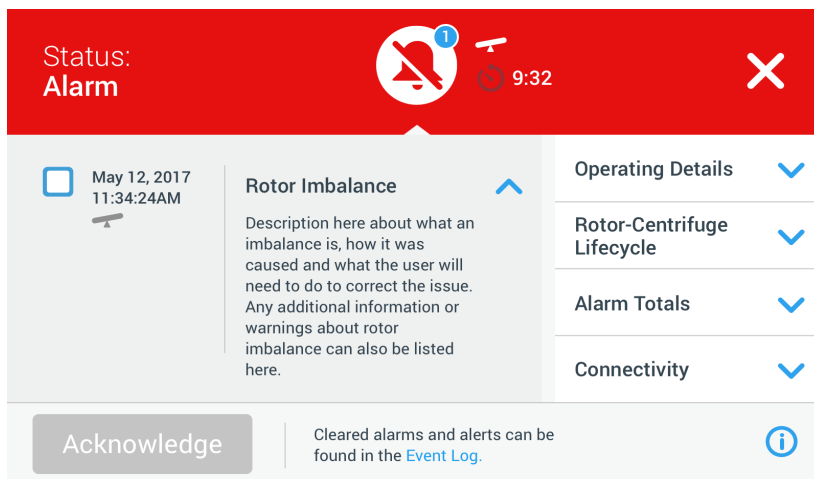 Status:
Alarm
1
9:32
May 12, 2017
11:34:24AM
Rotor Imbalance
Description here about what an
imbalance is, how it was
caused and what the user will
need to do to correct the issue.
Any additional information or
warnings about rotor
imbalance can also be listed
here.
Operating Details
Rotor-Centrifuge
Lifecycle
Alarm Totals
Connectivity
Acknowledge
Cleared alarms and alerts can be
found in the Event Log.